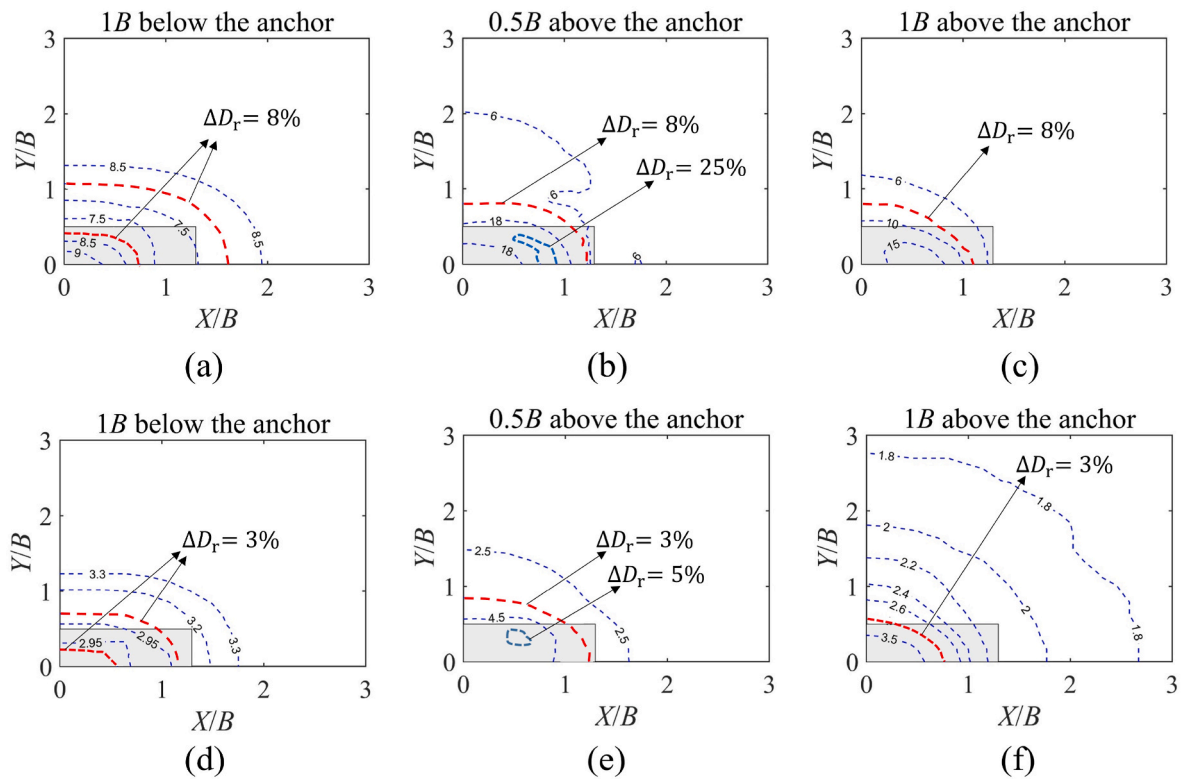 1B below the anchor
0.5B above the anchor
1B above the anchor
3
2
1
0
Y/B
8.5
ΔDr= 8%
7.5
7.5
8.5
8.5
9
0 1 2 3
X/B
(a)
3
2
1
0
Y/B
6
ΔDr= 8%
ΔDr= 25%
6
18
18
6
0 1 2 3
X/B
(b)
3
2
1
0
Y/B
ΔDr= 8%
6
10
15
0 1 2 3
X/B
(c)
1B below the anchor
0.5B above the anchor
1B above the anchor
3
2
1
0
Y/B
ΔDr= 3%
3.3
3.2
3.3
2.95
2.95
0 1 2 3
X/B
(d)
3
2
1
0
Y/B
2.5
ΔDr= 3%
ΔDr= 5%
4.5
2.5
0 1 2 3
X/B
(e)
3
2
1
0
Y/B
1.8
ΔDr= 3%
1.8
2
2.2
2.4
2.6
3.5
2
1.8
0 1 2 3
X/B
(f)